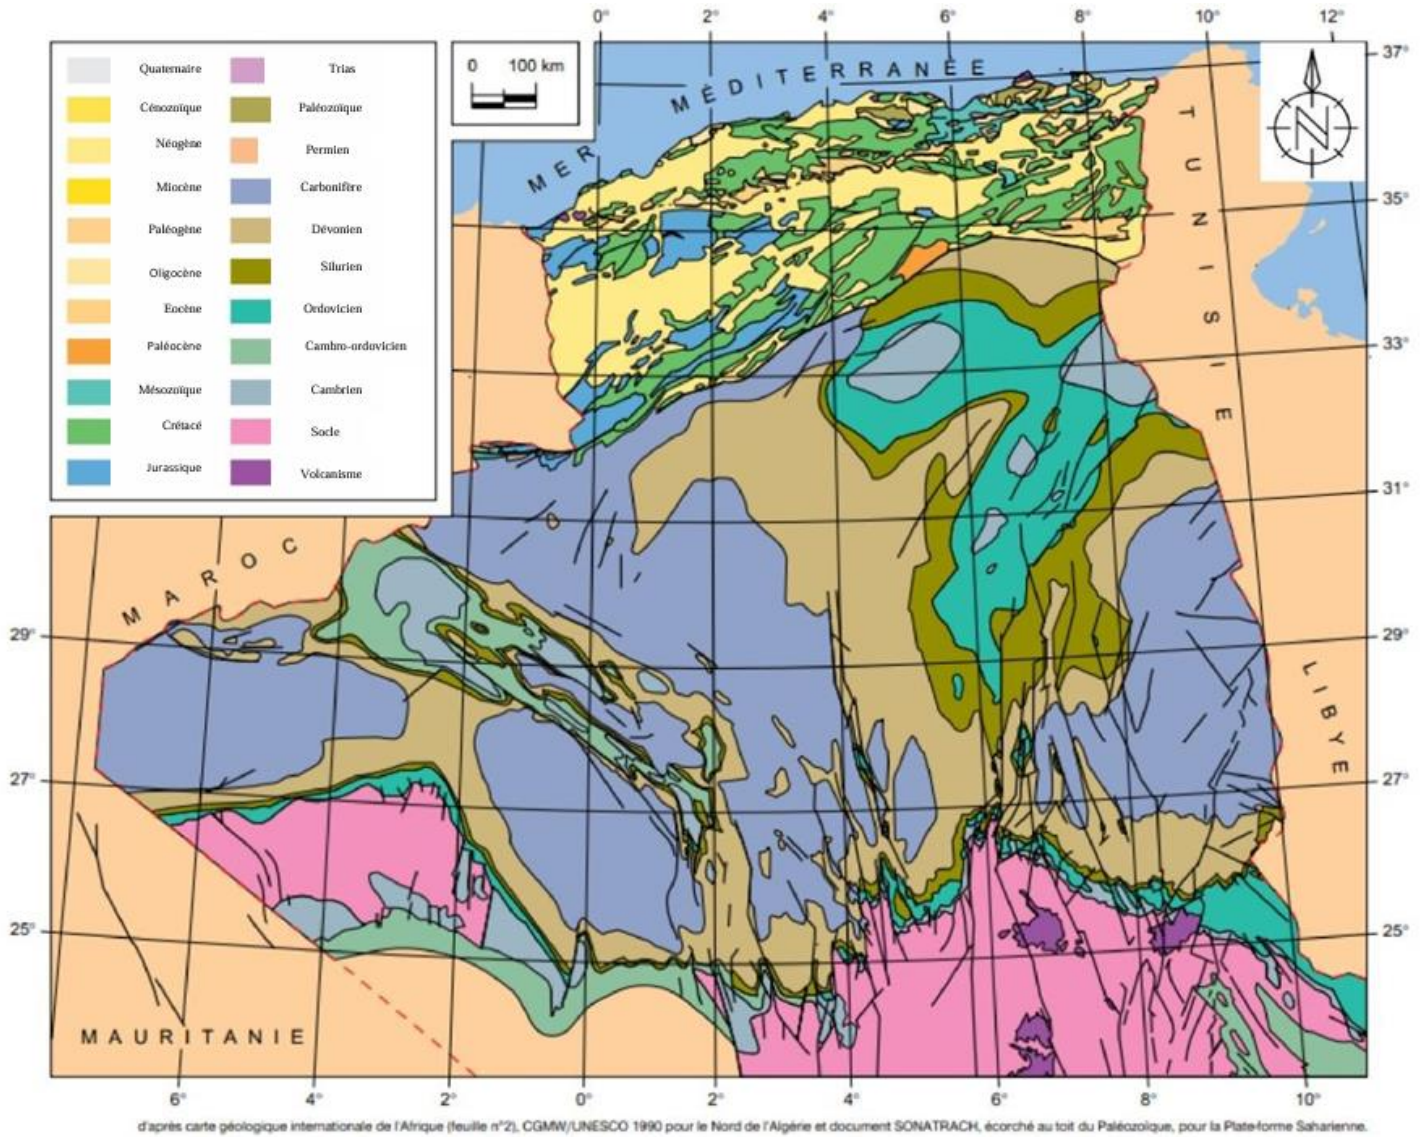 0° 2° 4° 6° 8° 10° 12°
37°
35°
33°
31°
29°
27°
25°
Quaternaire
Cénozoïque
Néogène
Miocène
Paléogène
Oligocène
Eocène
Paléocène
Mésozoïque
Crétacé
Jurassique
Trias
Paléozoïque
Permien
Carbonifère
Dévonien
Silurien
Ordovicien
Cambro-ordovicien
Cambrien
Socle
Volcanisme
0 100 km
MER MÉDITERRANÉE
N
TUNISIE
MAROC
LIBYE
29°
27°
25°
MAURITANIE
6° 4° 2° 0° 2° 4° 6° 8° 10°
d'après carte géologique internationale de l'Afrique (feuille n°2), CGMW/UNESCO 1990 pour le Nord de l'Algérie et document SONATRACH, écorché au toit du Paléozoïque, pour la Plate-forme Saharienne.